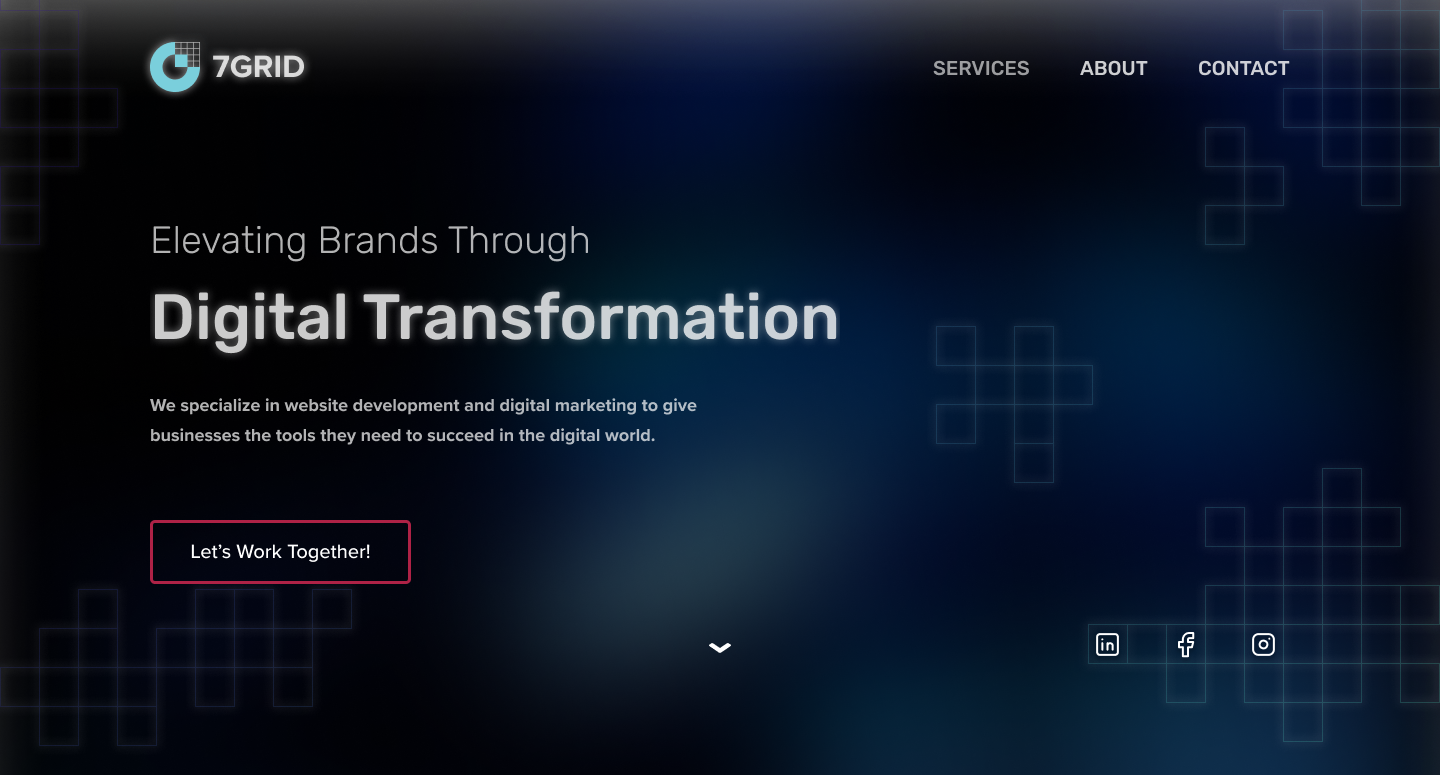 7GRID
SERVICES ABOUT CONTACT
Elevating Brands Through
Digital Transformation
We specialize in website development and digital marketing to give
businesses the tools they need to succeed in the digital world.
Let’s Work Together!